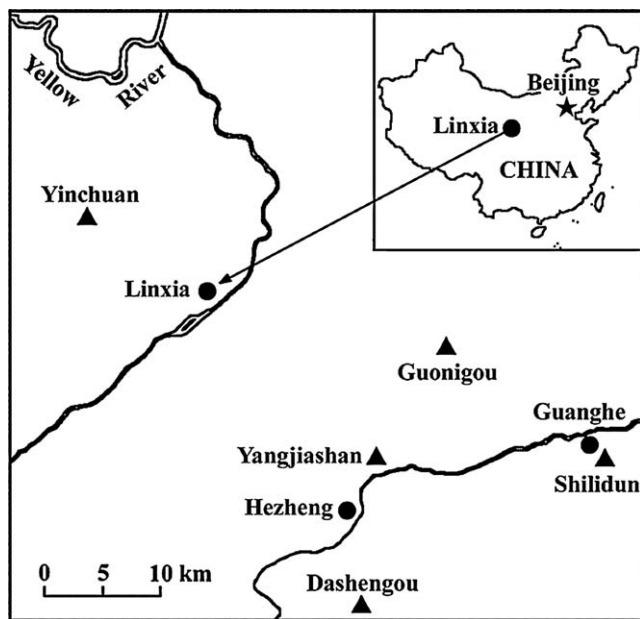 Yellow
River
Beijing
Linxia
CHINA
Yinchuan
Linxia
Guonigou
Guanghe
Yangjiashan
Shilidun
Hezheng
0 5 10 km
Dashengou